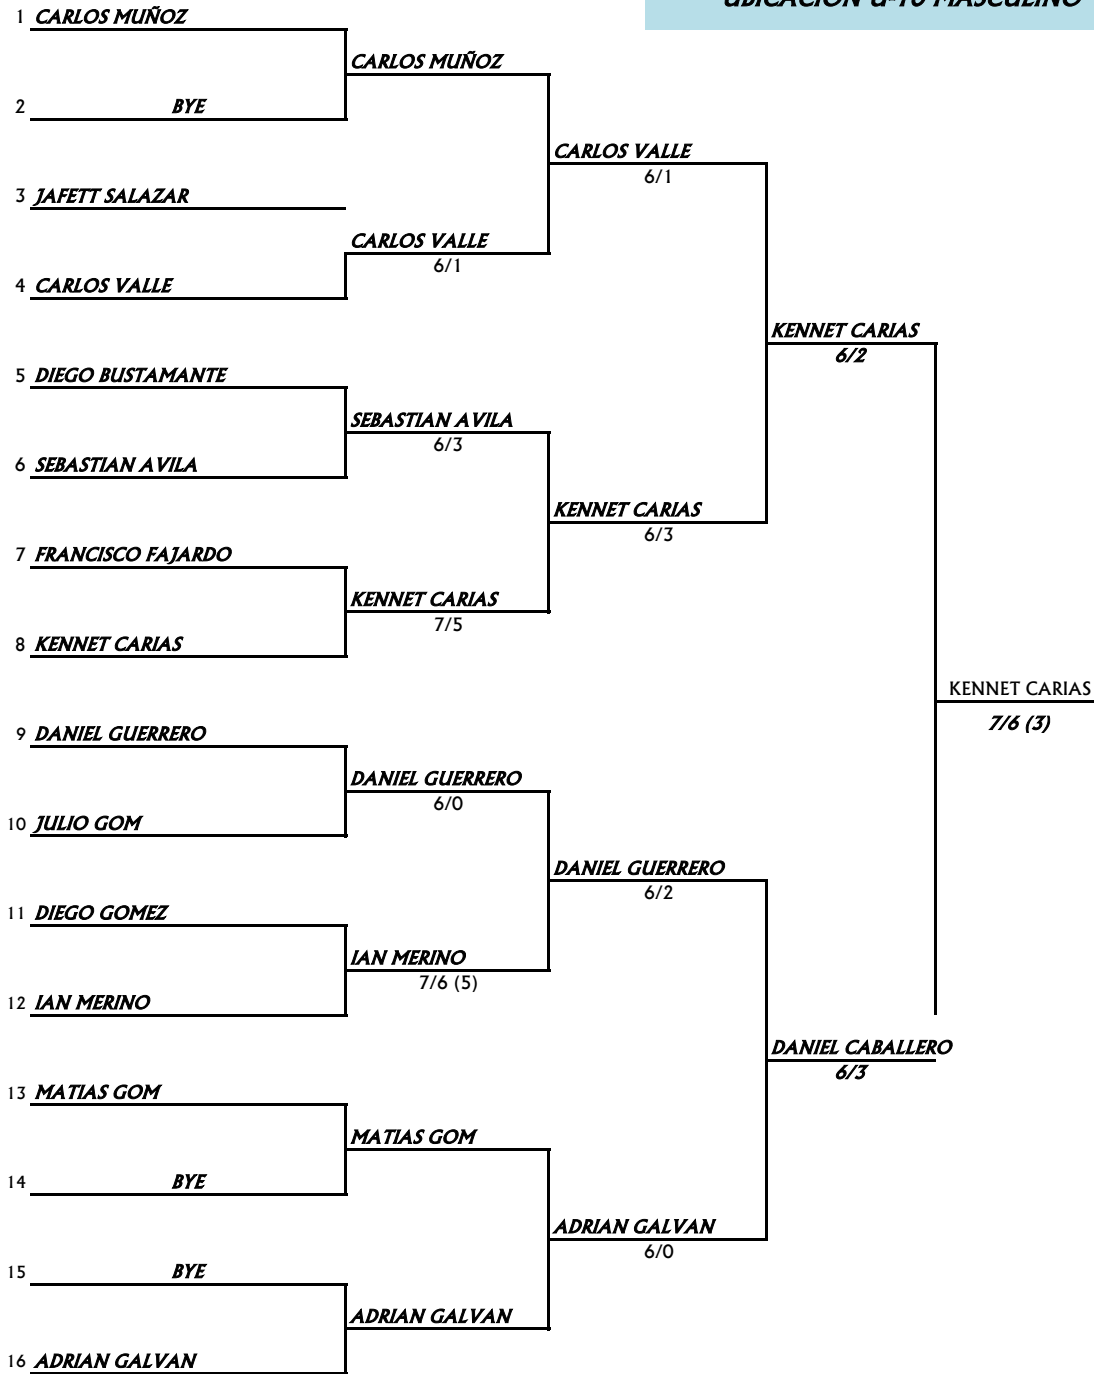 UBICACIÓN U-16 MASCULINO
1 CARLOS MUÑOZ
CARLOS MUÑOZ
2 BYE
CARLOS VALLE
6/1
3 JAFETT SALAZAR
CARLOS VALLE
6/1
4 CARLOS VALLE
KENNET CARIAS
6/2
5 DIEGO BUSTAMANTE
SEBASTIAN AVILA
6/3
6 SEBASTIAN AVILA
KENNET CARIAS
6/3
7 FRANCISCO FAJARDO
KENNET CARIAS
7/5
8 KENNET CARIAS
KENNET CARIAS
7/6 (3)
9 DANIEL GUERRERO
DANIEL GUERRERO
6/0
10 JULIO GOM
DANIEL GUERRERO
6/2
11 DIEGO GOMEZ
IAN MERINO
7/6 (5)
12 IAN MERINO
DANIEL CABALLERO
6/3
13 MATIAS GOM
MATIAS GOM
14 BYE
ADRIAN GALVAN
6/0
15 BYE
ADRIAN GALVAN
16 ADRIAN GALVAN